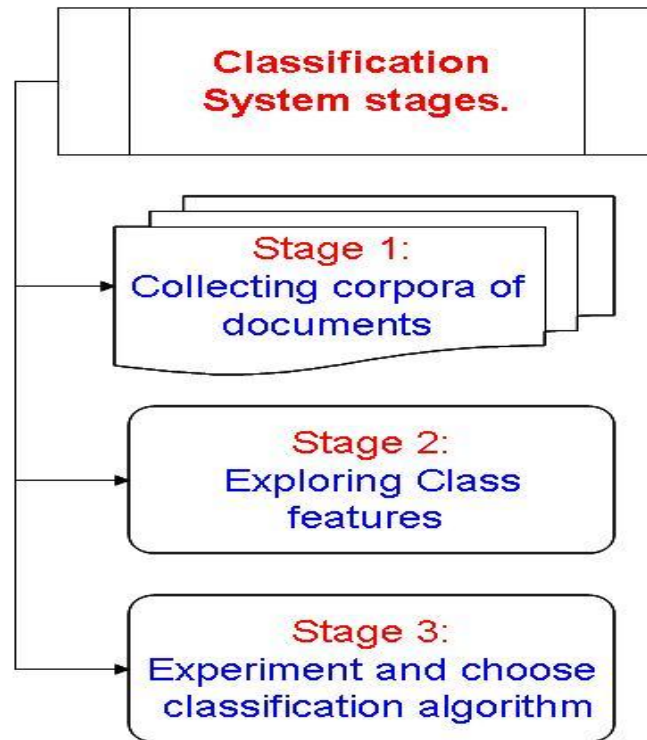 Classification
System stages.
Stage 1:
Collecting corpora of
documents
Stage 2:
Exploring Class
features
Stage 3:
Experiment and choose
classification algorithm